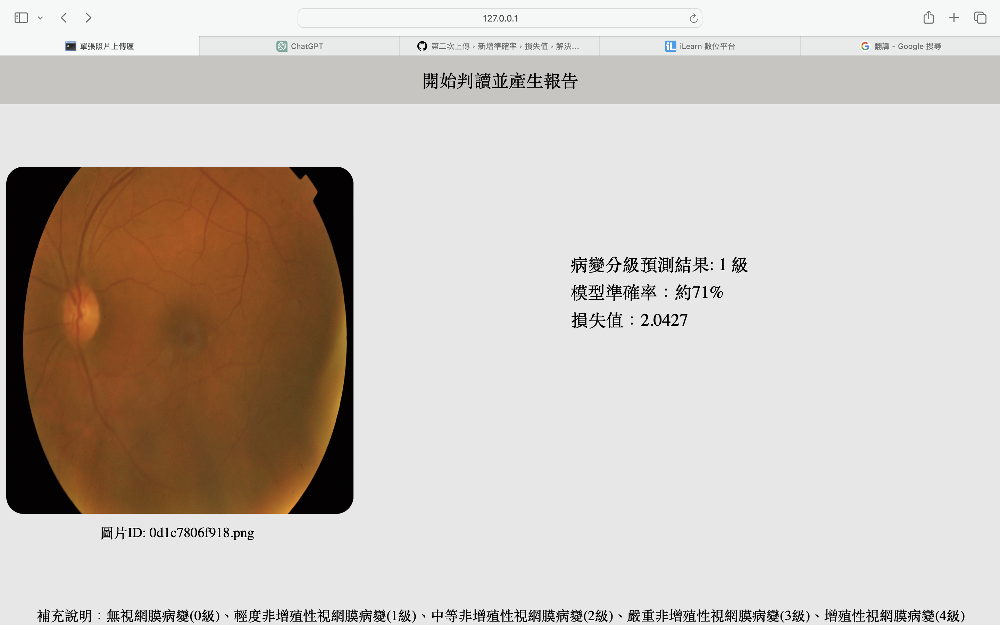 127.0.0.1
單張照片上傳區
ChatGPT
第二次上傳，新增準確率，損失值，解決...
iL
iLearn 數位平台
翻譯 - Google 搜尋
開始判讀並產生報告
病變分級預測結果: 1 級
模型準確率：約71%
損失值：2.0427
圖片ID: 0d1c7806f918.png
補充說明：無視網膜病變(0級)、輕度非增殖性視網膜病變(1級)、中等非增殖性視網膜病變(2級)、嚴重非增殖性視網膜病變(3級)、增殖性視網膜病變(4級)